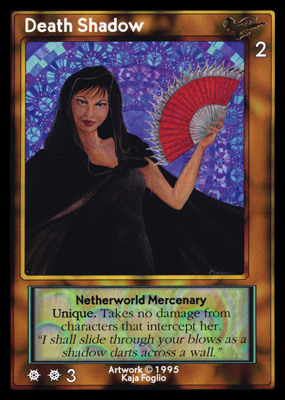 Death Shadow
2
Netherworld Mercenary
Unique. Takes no damage from
characters that intercept her.
"I shall slide through your blows as a
shadow darts across a wall."
3
Artwork © 1995
Kaja Foglio